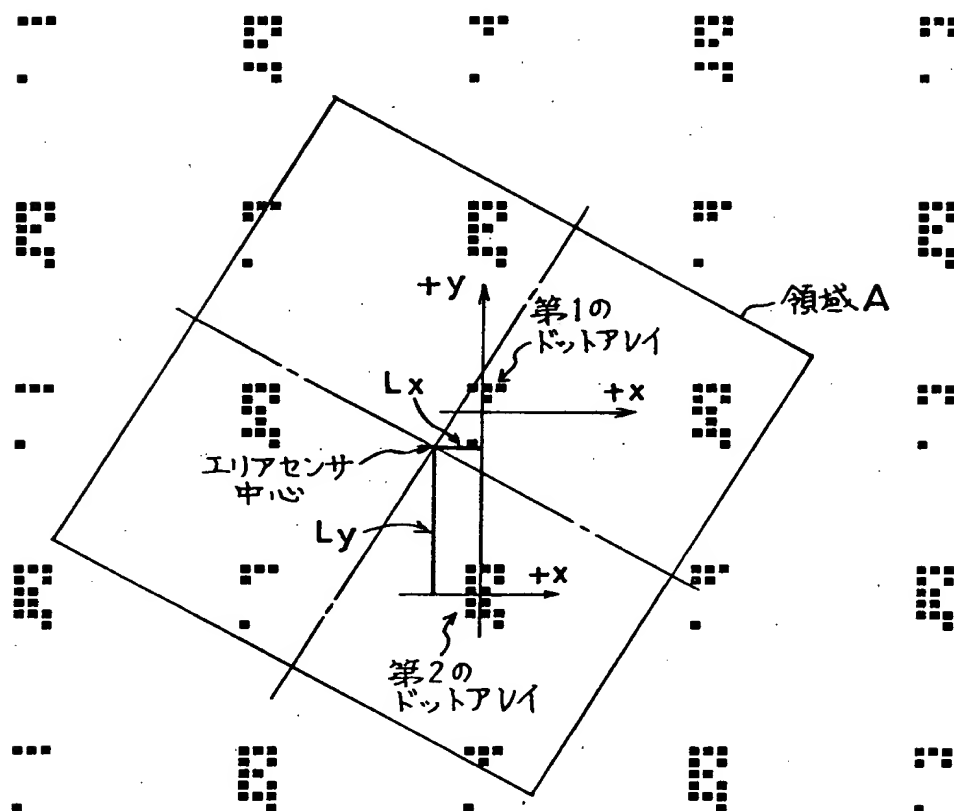 領域A
+y
第1の
ドットアレイ
Lx
+x
エリアセンサ
中心
Ly
+x
第2の
ドットアレイ